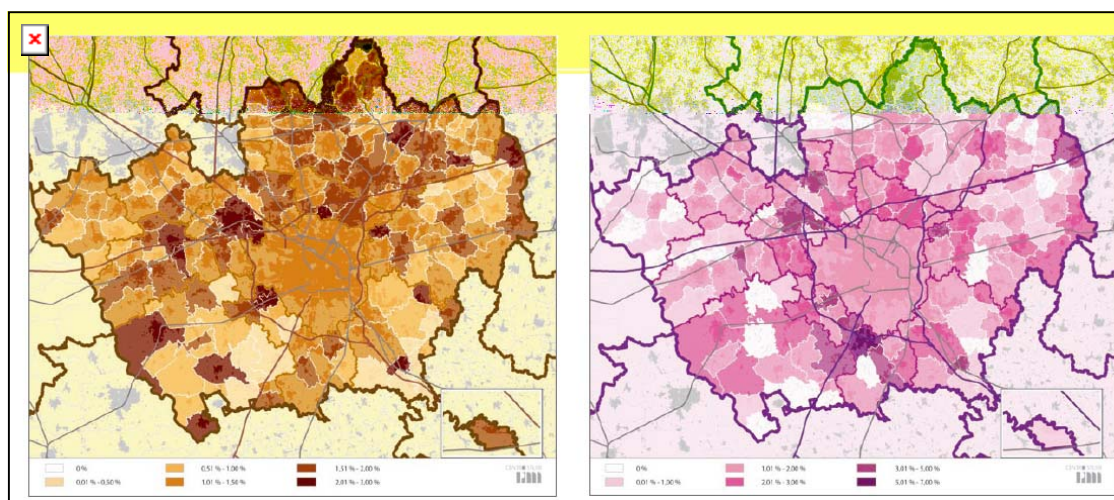 0 %
0,51 % - 1,00 %
1,51 % - 2,00 %
0,01 % - 0,50 %
1,01 % - 1,50 %
2,01 % - 3,00 %
0 %
1,01 % - 2,00 %
3,01 % - 5,00 %
0,01 % - 1,00 %
2,01 % - 3,00 %
5,01 % - 7,00 %